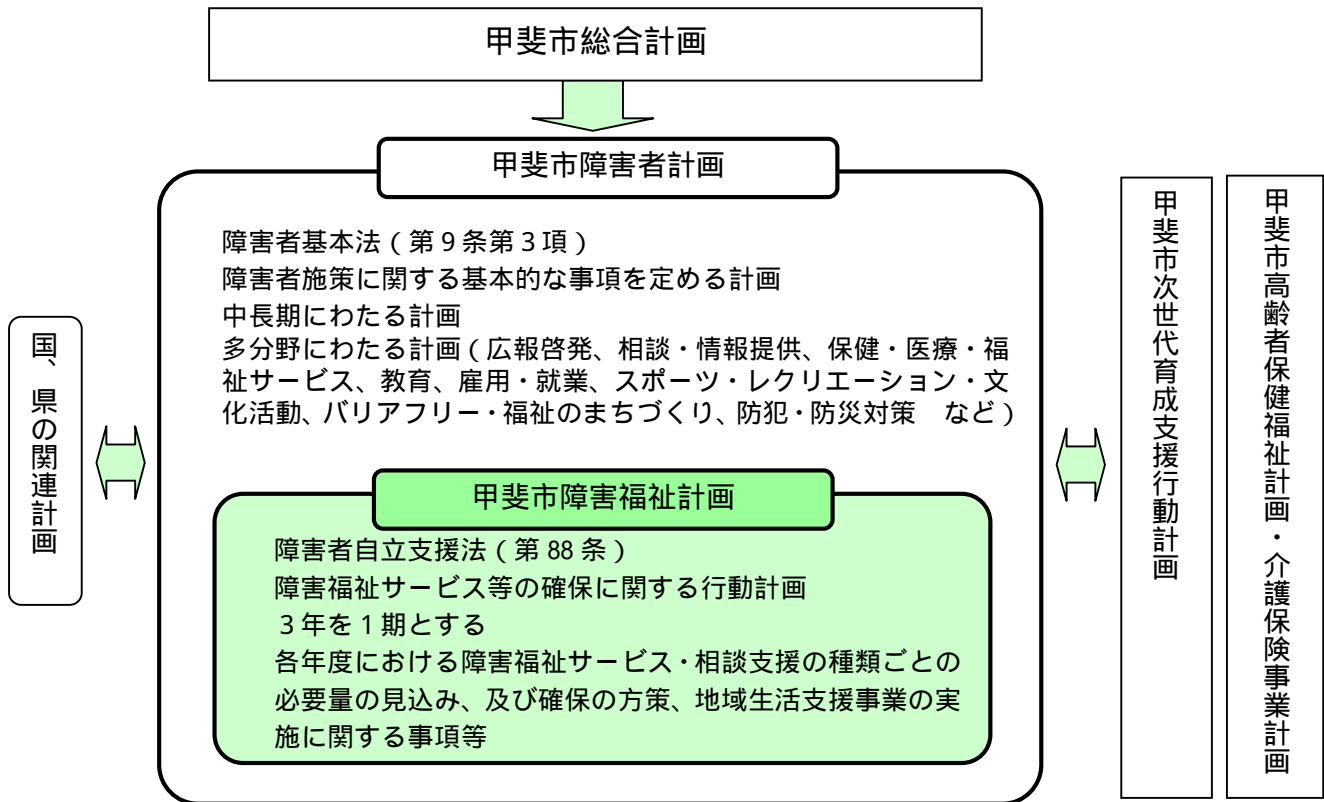 甲斐市総合計画
甲斐市障害者計画
障害者基本法（第９条第３項）
障害者施策に関する基本的な事項を定める計画
中長期にわたる計画
多分野にわたる計画（広報啓発、相談・情報提供、保健・医療・福
祉サービス、教育、雇用・就業、スポーツ・レクリエーション・文
化活動、バリアフリー・福祉のまちづくり、防犯・防災対策　など）
甲斐市障害福祉計画
障害者自立支援法（第 88 条）
障害福祉サービス等の確保に関する行動計画
３年を１期とする
各年度における障害福祉サービス・相談支援の種類ごとの
必要量の見込み、及び確保の方策、地域生活支援事業の実
施に関する事項等
国、県の関連計画
甲斐市次世代育成支援行動計画
甲斐市高齢者保健福祉計画・介護保険事業計画